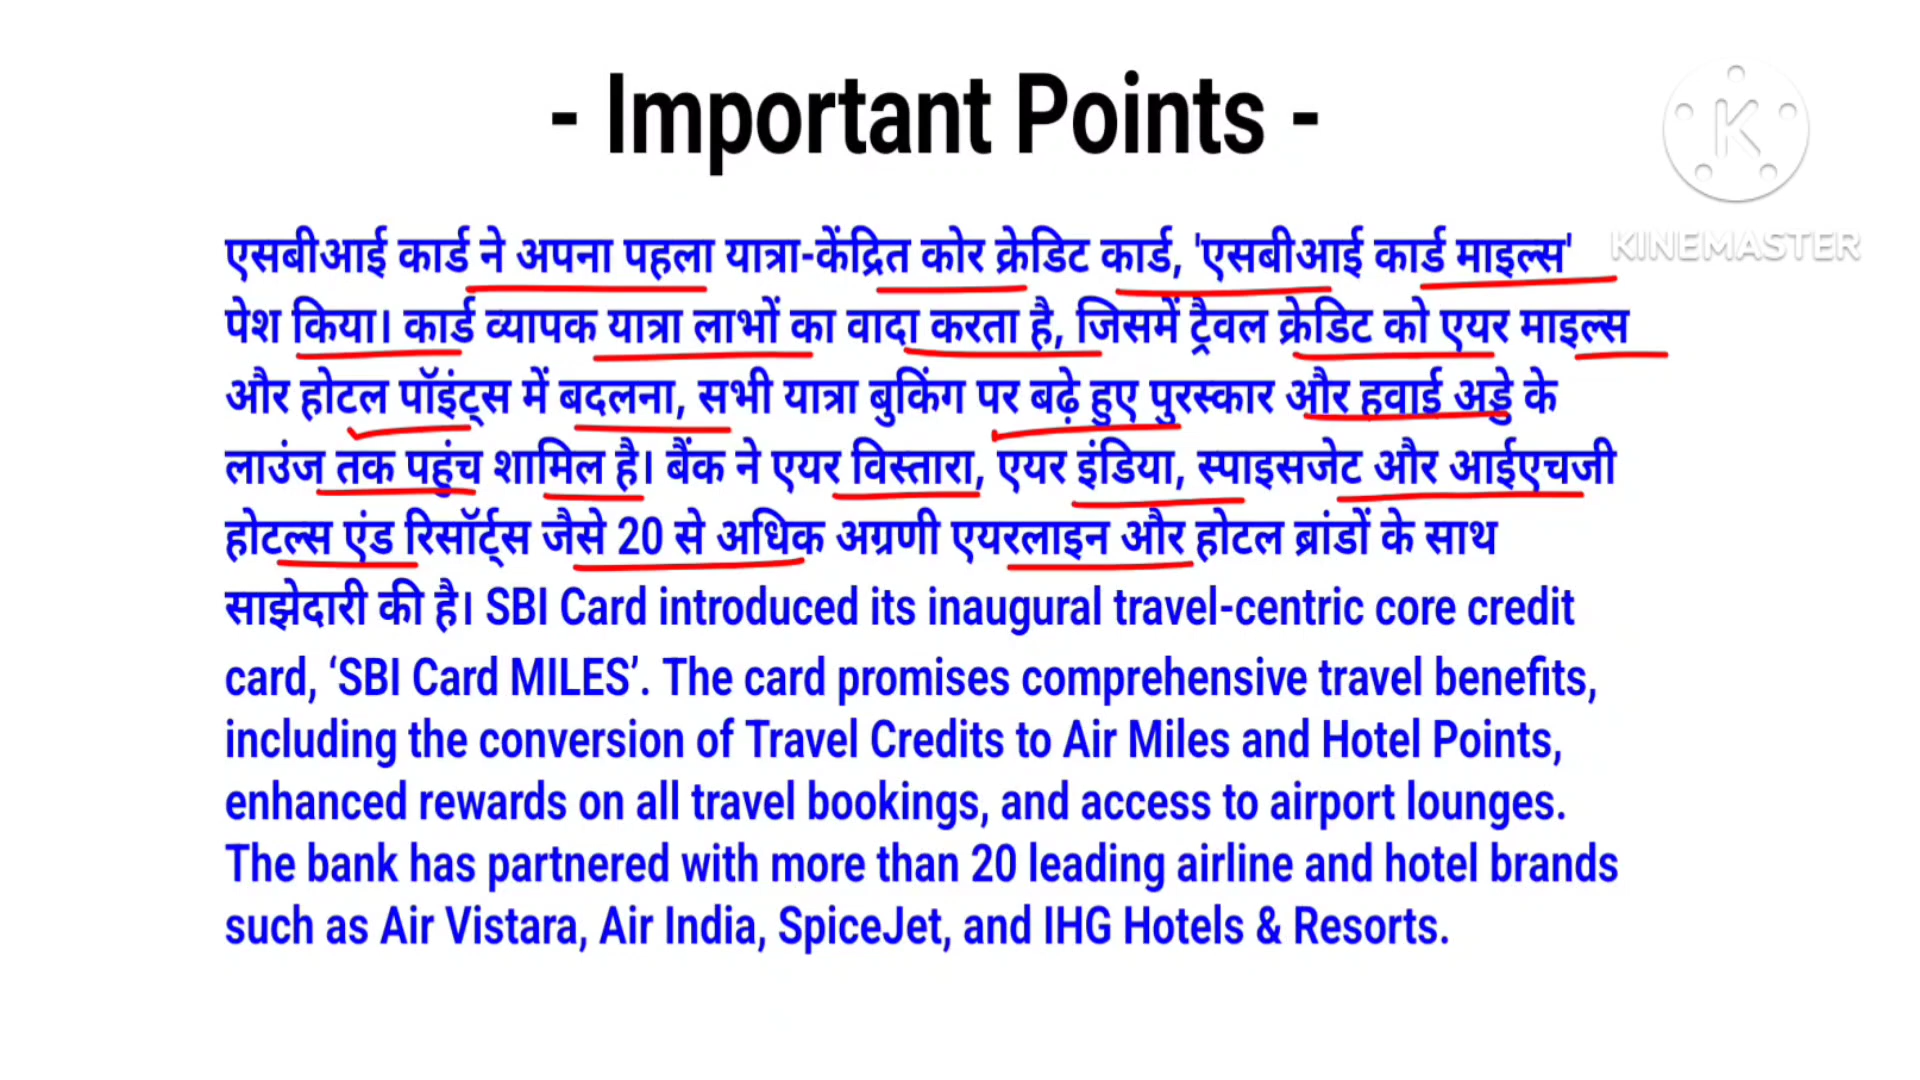 - Important Points -
KINEMASTER
एसबीआई कार्ड ने अपना पहला यात्रा-केंद्रित कोर क्रेडिट कार्ड, 'एसबीआई कार्ड माइल्स'
पेश किया। कार्ड व्यापक यात्रा लाभों का वादा करता है, जिसमें ट्रैवल क्रेडिट को एयर माइल्स
और होटल पॉइंट्स में बदलना, सभी यात्रा बुकिंग पर बढ़े हुए पुरस्कार और हवाई अड्डे के
लाउंज तक पहुंच शामिल है। बैंक ने एयर विस्तारा, एयर इंडिया, स्पाइसजेट और आईएचजी
होटल्स एंड रिसॉर्ट्स जैसे 20 से अधिक अग्रणी एयरलाइन और होटल ब्रांडों के साथ
साझेदारी की है। SBI Card introduced its inaugural travel-centric core credit
card, ‘SBI Card MILES’. The card promises comprehensive travel benefits,
including the conversion of Travel Credits to Air Miles and Hotel Points,
enhanced rewards on all travel bookings, and access to airport lounges.
The bank has partnered with more than 20 leading airline and hotel brands
such as Air Vistara, Air India, SpiceJet, and IHG Hotels & Resorts.